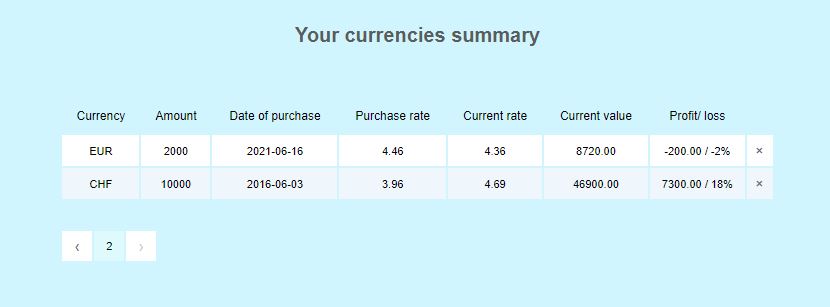 Your currencies summary
Currency Amount Date of purchase Purchase rate Current rate Current value Profit/ loss
EUR 2000 2021-06-16 4.46 4.36 8720.00 -200.00 / -2% ×
CHF 10000 2016-06-03 3.96 4.69 46900.00 7300.00 / 18% ×
‹ 2 ›